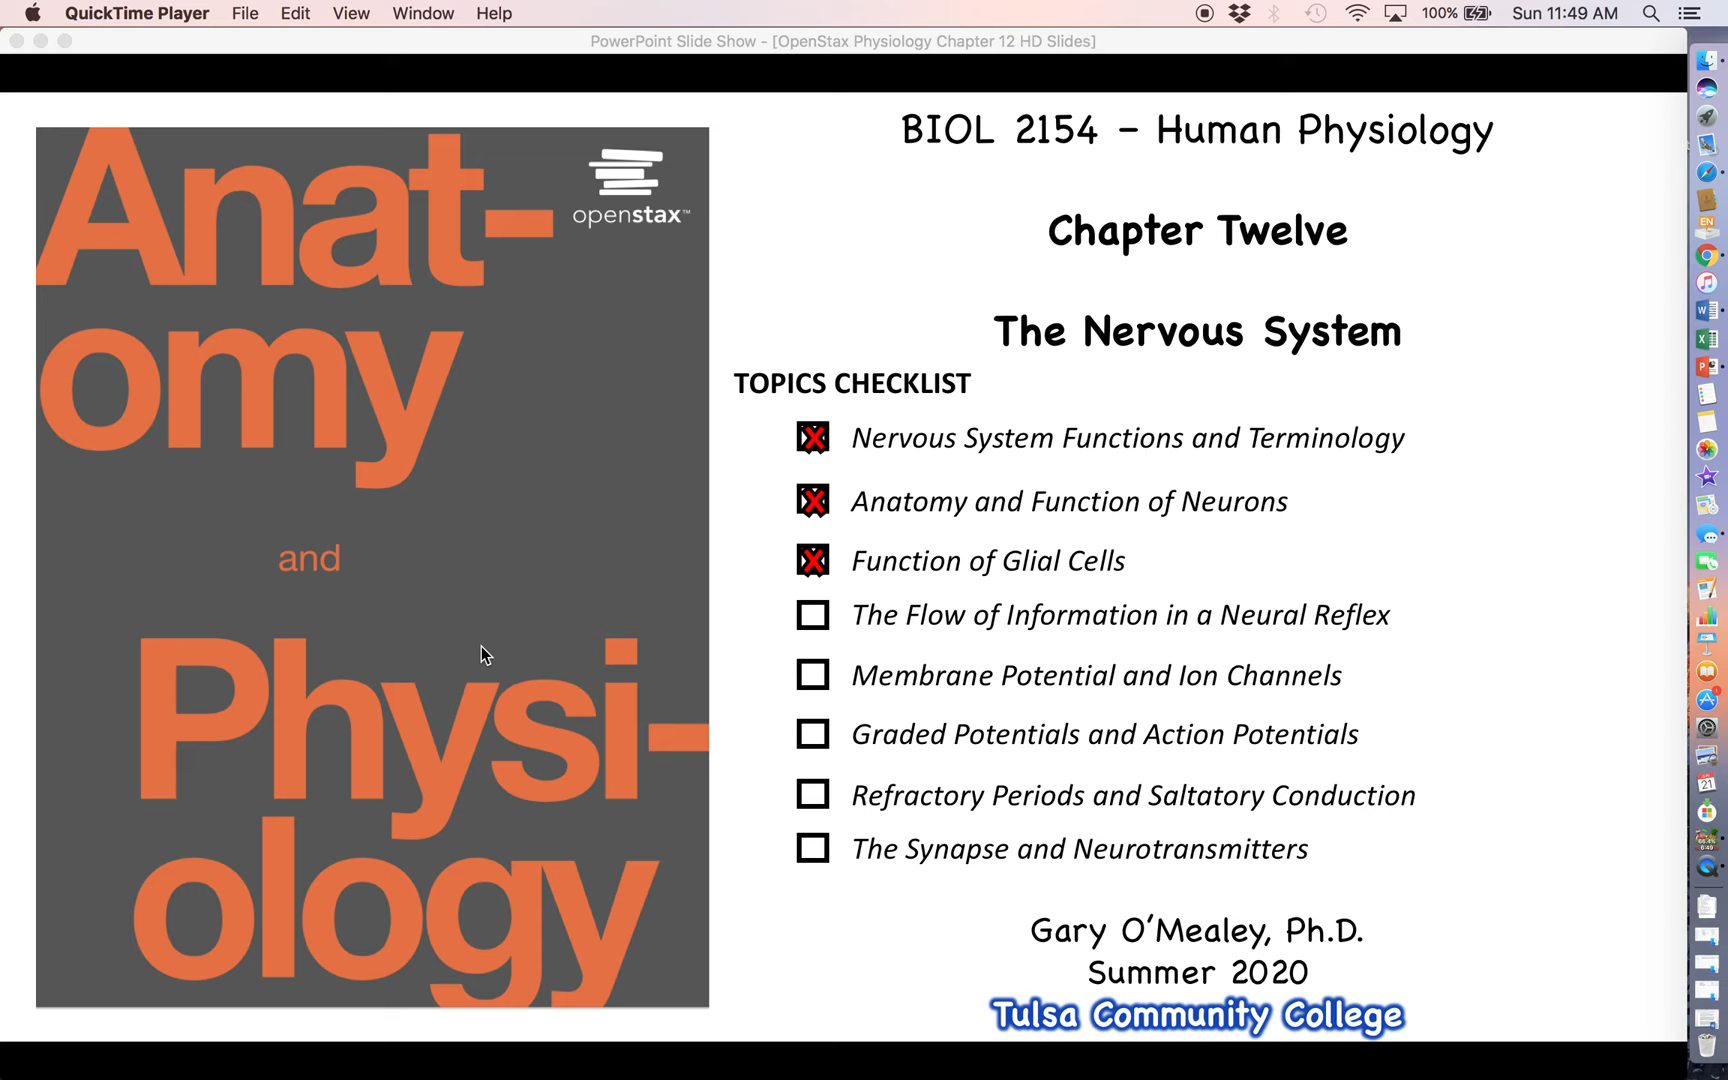 QuickTime Player File Edit View Window Help 100% Sun 11:49 AM
PowerPoint Slide Show - [OpenStax Physiology Chapter 12 HD Slides]
Anat-
omy
and
Physi-
ology
openstax™
BIOL 2154 – Human Physiology
Chapter Twelve
The Nervous System
TOPICS CHECKLIST
Nervous System Functions and Terminology
Anatomy and Function of Neurons
Function of Glial Cells
The Flow of Information in a Neural Reflex
Membrane Potential and Ion Channels
Graded Potentials and Action Potentials
Refractory Periods and Saltatory Conduction
The Synapse and Neurotransmitters
Gary O’Mealey, Ph.D.
Summer 2020
Tulsa Community College